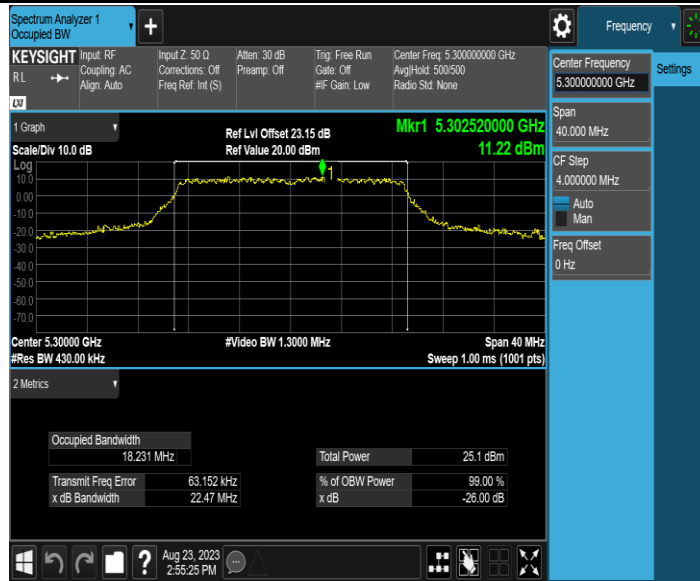 Spectrum Analyzer 1
Occupied BW
+
Frequency
KEYSIGHT
RL
LXI
Input: RF
Coupling: AC
Align: Auto
Input Z: 50 Ω
Corrections: Off
Freq Ref: Int (S)
Atten: 30 dB
Preamp: Off
Trig: Free Run
Gate: Off
#IF Gain: Low
Center Freq: 5.300000000 GHz
Avg|Hold: 500/500
Radio Std: None
Center Frequency
5.300000000 GHz
Settings
Span
40.000 MHz
CF Step
4.000000 MHz
Auto
Man
Freq Offset
0 Hz
1 Graph
Scale/Div 10.0 dB
Ref Lvl Offset 23.15 dB
Ref Value 20.00 dBm
Mkr1 5.302520000 GHz
11.22 dBm
Log
10.0
0.00
-10.0
-20.0
-30.0
-40.0
-50.0
-60.0
-70.0
1
Center 5.30000 GHz
#Video BW 1.3000 MHz
Span 40 MHz
#Res BW 430.00 kHz
Sweep 1.00 ms (1001 pts)
2 Metrics
Occupied Bandwidth
18.231 MHz
Total Power 25.1 dBm
Transmit Freq Error 63.152 kHz
% of OBW Power 99.00 %
x dB Bandwidth 22.47 MHz
x dB -26.00 dB
?
Aug 23, 2023
2:55:25 PM